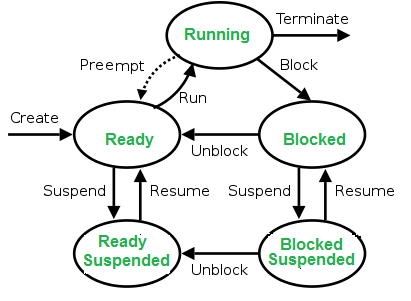 Terminate
Running
Preempt
Block
Run
Create
Ready
Blocked
Unblock
Suspend
Resume
Suspend
Resume
Ready
Suspended
Blocked
Suspended
Unblock